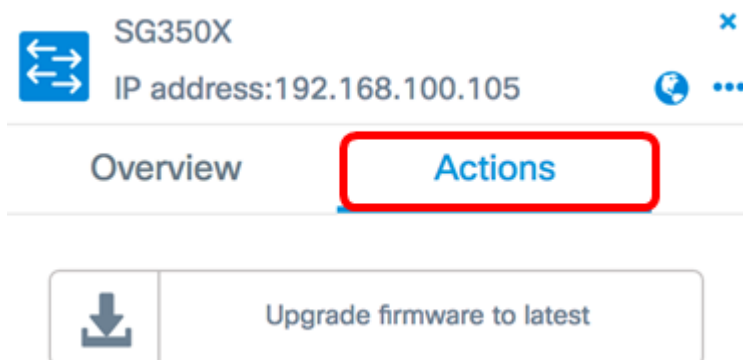 SG350X
IP address:192.168.100.105
Overview Actions
Upgrade firmware to latest